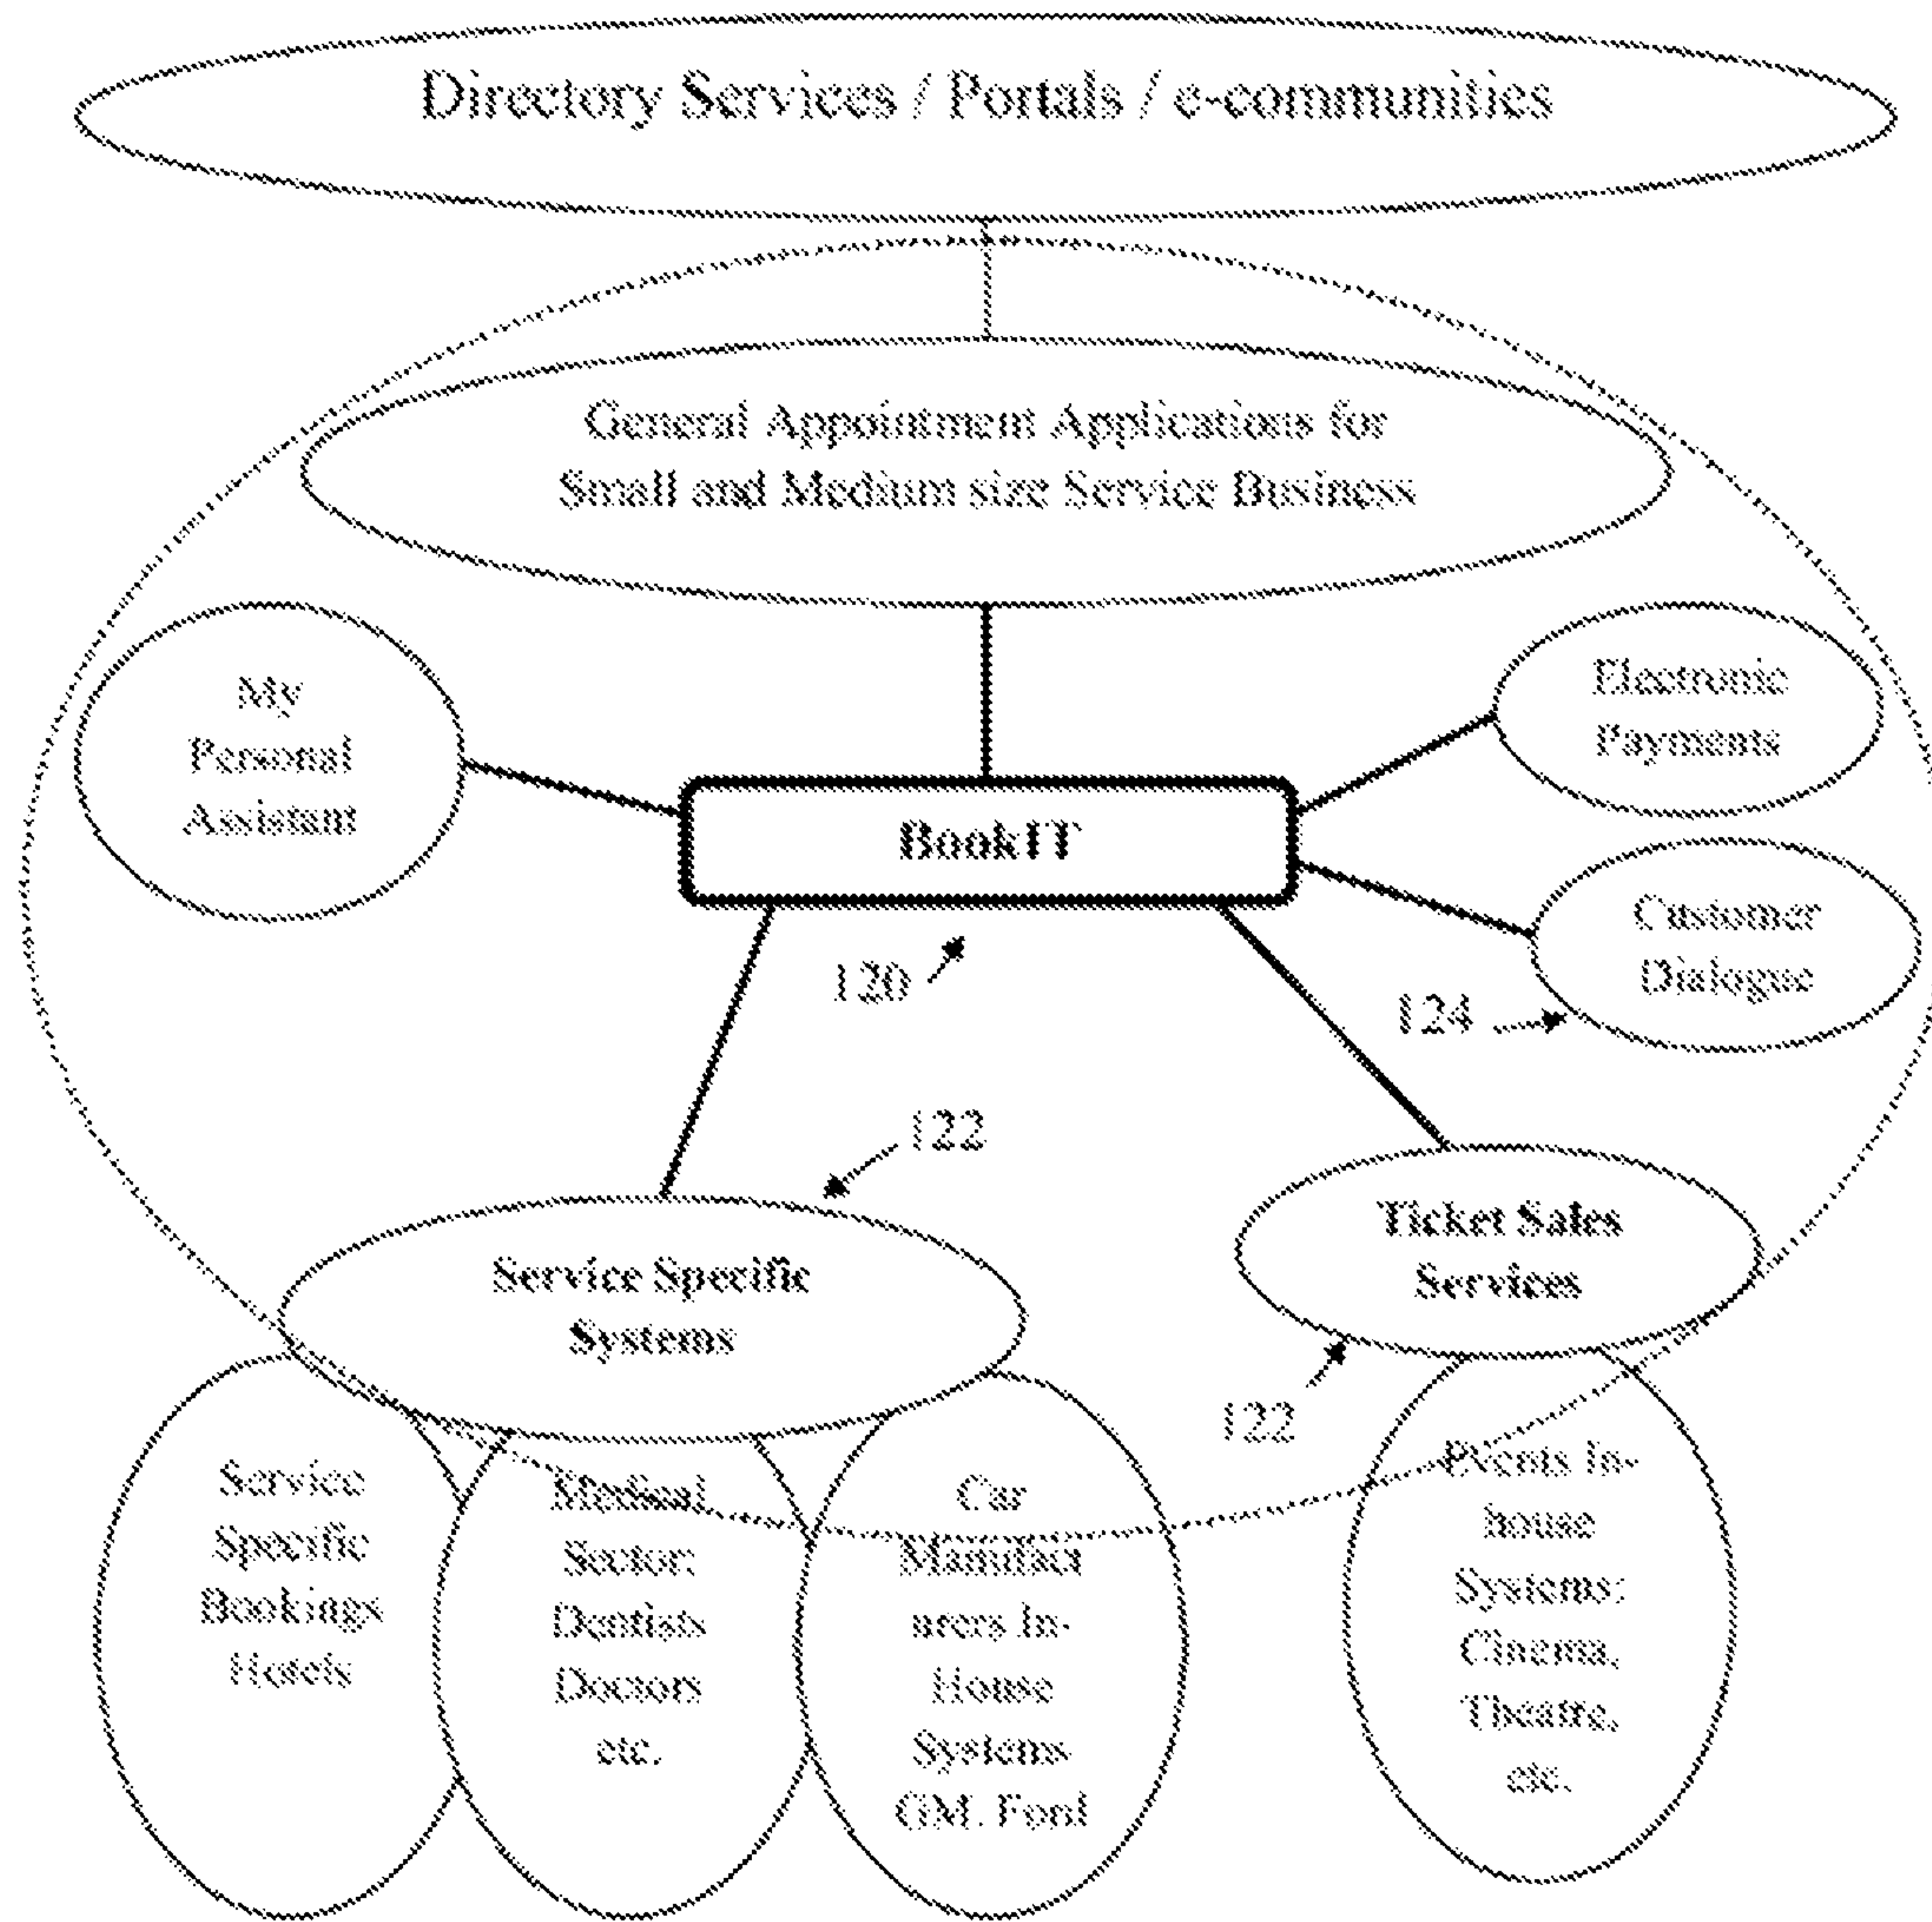 Directory Services / Portals / e-communities
General Appointment Applications for
Small and Medium size Service Business
My
Personal
Assistant
Electronic
Payments
BookIT
Customer
Dialogue
120
124
122
Ticket Sales
Services
Service Specific
Systems
122
Service
Specific
Bookings
Hotels
Medical
Sector:
Dentists
Doctors
etc.
Car
Manufact
urers In-
House
Systems
GM. Ford
Events In-
house
Systems:
Cinema,
Theatre,
etc.